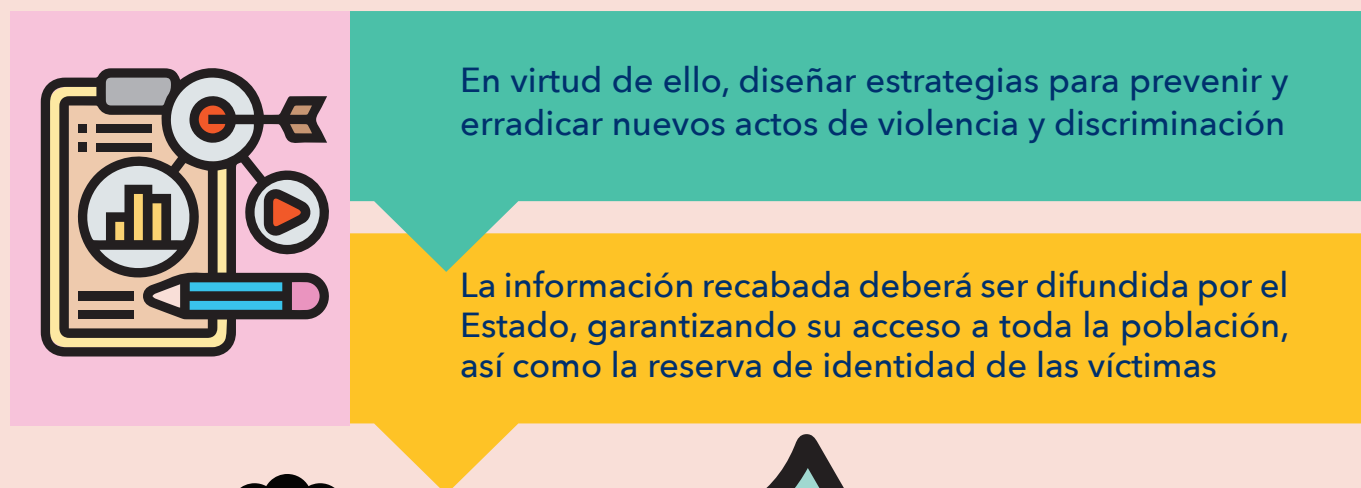 En virtud de ello, diseñar estrategias para prevenir y
erradicar nuevos actos de violencia y discriminación
La información recabada deberá ser difundida por el
Estado, garantizando su acceso a toda la población,
así como la reserva de identidad de las víctimas